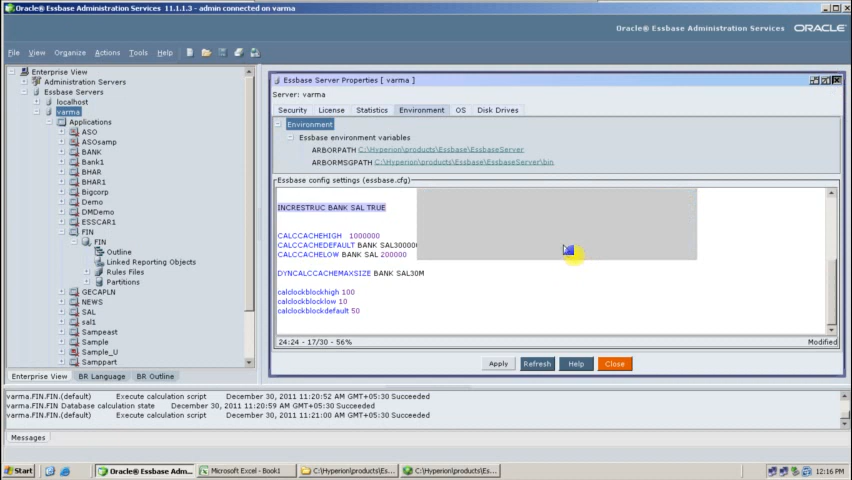 Oracle® Essbase Administration Services 11.1.1.3 - admin connected on varma
Oracle® Essbase Administration Services ORACLE
File View Organize Actions Tools Help
Enterprise View
Administration Servers
Essbase Servers
localhost
varma
Applications
ASO
ASOsamp
BANK
Bank1
BHAR
BHAR1
Bigcorp
Demo
DMDemo
ESSCAR1
FIN
FIN
Outline
Linked Reporting Objects
Rules Files
Partitions
GECAPLN
NEWS
SAL
sal1
Sampeast
Sample
Sample_U
Samppart
Enterprise View BR Language BR Outline
Essbase Server Properties [ varma ]
Server: varma
Security License Statistics Environment OS Disk Drives
Environment
Essbase environment variables
ARBORPATH C:\Hyperion\products\Essbase\EssbaseServer
ARBORMSGPATH C:\Hyperion\products\Essbase\EssbaseServer\bin
Essbase config settings (essbase.cfg)
INCRESTRUC BANK SAL TRUE
CALCCACHEHIGH 1000000
CALCCACHEDEFAULT BANK SAL300000
CALCCACHELOW BANK SAL 200000
DYNCALCCACHEMAXSIZE BANK SAL30M
calclockblockhigh 100
calclockblocklow 10
calclockblockdefault 50
24:24 - 17/30 - 56% Modified
Apply Refresh Help Close
varma.FIN.FIN.(default) Execute calculation script December 30, 2011 11:20:52 AM GMT+05:30 Succeeded
varma.FIN.FIN Database calculation state December 30, 2011 11:20:59 AM GMT+05:30 Succeeded
varma.FIN.FIN.(default) Execute calculation script December 30, 2011 11:21:00 AM GMT+05:30 Succeeded
Messages
Start Oracle® Essbase Adm... Microsoft Excel - Book1 C:\Hyperion\products\Es... C:\Hyperion\products\Es... 12:16 PM